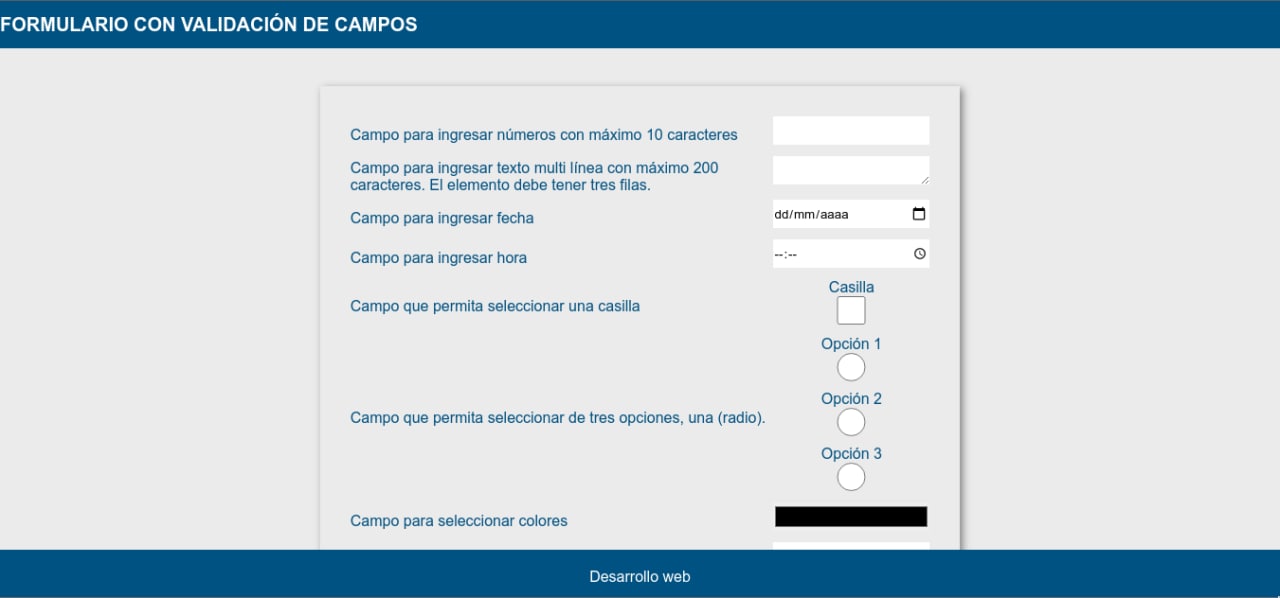 FORMULARIO CON VALIDACIÓN DE CAMPOS
Campo para ingresar números con máximo 10 caracteres
Campo para ingresar texto multi línea con máximo 200
caracteres. El elemento debe tener tres filas.
Campo para ingresar fecha
dd/mm/aaaa
Campo para ingresar hora
--:--
Casilla
Campo que permita seleccionar una casilla
Opción 1
Opción 2
Campo que permita seleccionar de tres opciones, una (radio).
Opción 3
Campo para seleccionar colores
Desarrollo web